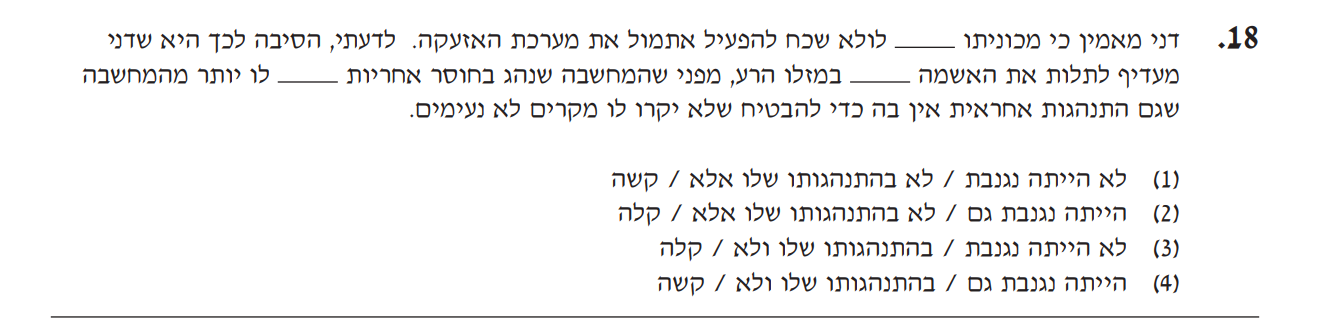 18. דני מאמין כי מכוניתו _____ לולא שכח להפעיל אתמול את מערכת האזעקה. לדעתי, הסיבה לכך היא שדני
מעדיף לתלות את האשמה _____ במזלו הרע, מפני שהמחשבה שנהג בחוסר אחריות _____ לו יותר מהמחשבה
שגם התנהגות אחראית אין בה כדי להבטיח שלא יקרו לו מקרים לא נעימים.
(1) לא הייתה נגנבת / לא בהתנהגותו שלו אלא / קשה
(2) הייתה נגנבת גם / לא בהתנהגותו שלו אלא / קלה
(3) לא הייתה נגנבת / בהתנהגותו שלו ולא / קלה
(4) הייתה נגנבת גם / בהתנהגותו שלו ולא / קשה